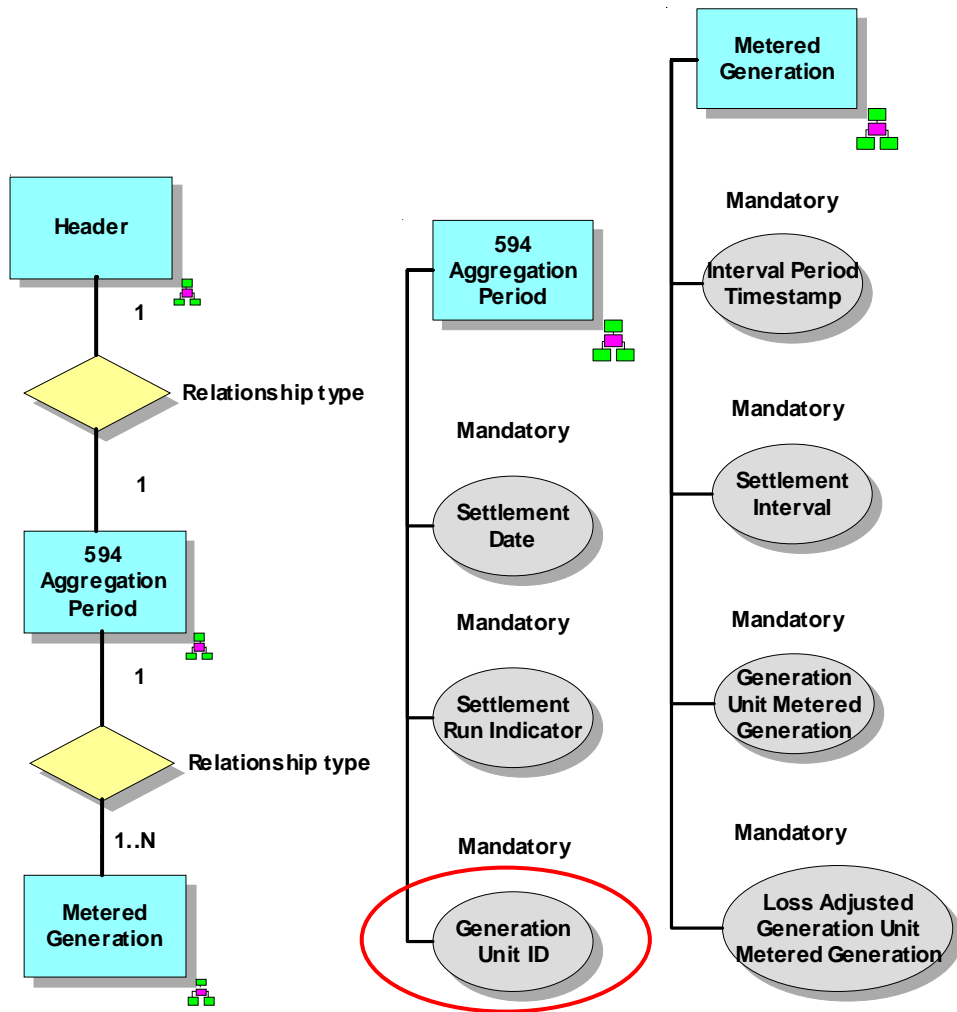 Header
1
Relationship type
1
594
Aggregation
Period
1
Relationship type
1..N
Metered
Generation
594
Aggregation
Period
Mandatory
Settlement
Date
Mandatory
Settlement
Run Indicator
Mandatory
Generation
Unit ID
Metered
Generation
Mandatory
Interval Period
Timestamp
Mandatory
Settlement
Interval
Mandatory
Generation
Unit Metered
Generation
Mandatory
Loss Adjusted
Generation Unit
Metered Generation